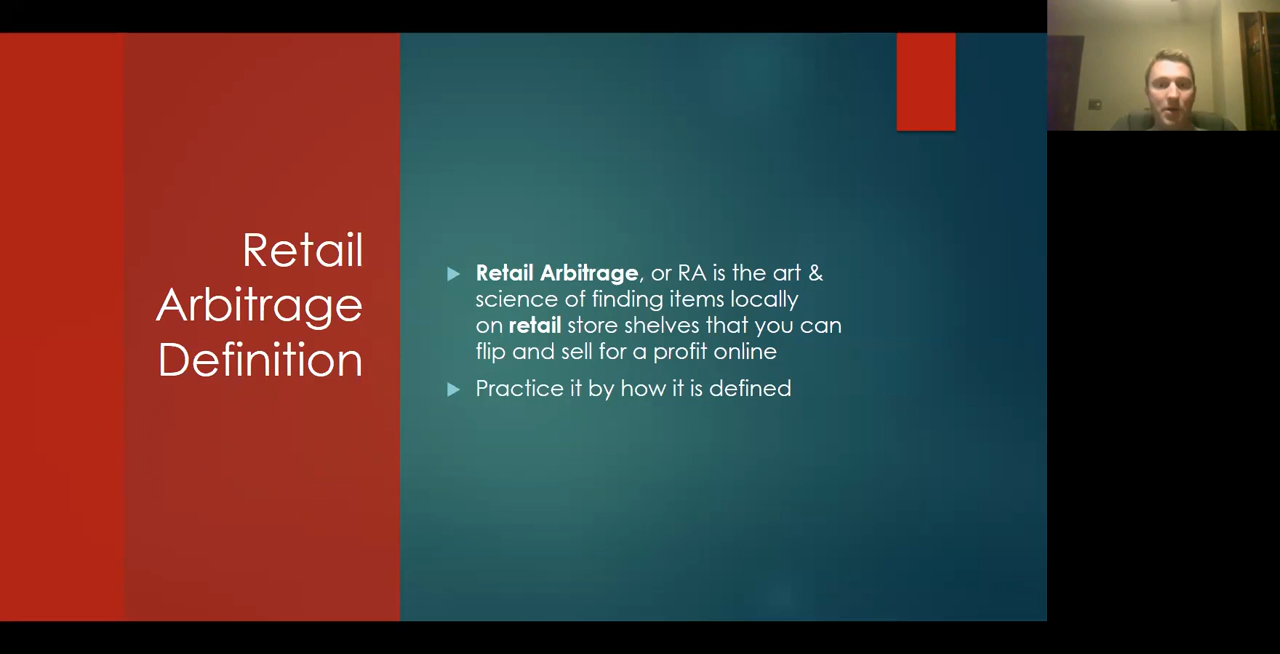 Retail
Arbitrage
Definition
Retail Arbitrage, or RA is the art &
science of finding items locally
on retail store shelves that you can
flip and sell for a profit online
Practice it by how it is defined